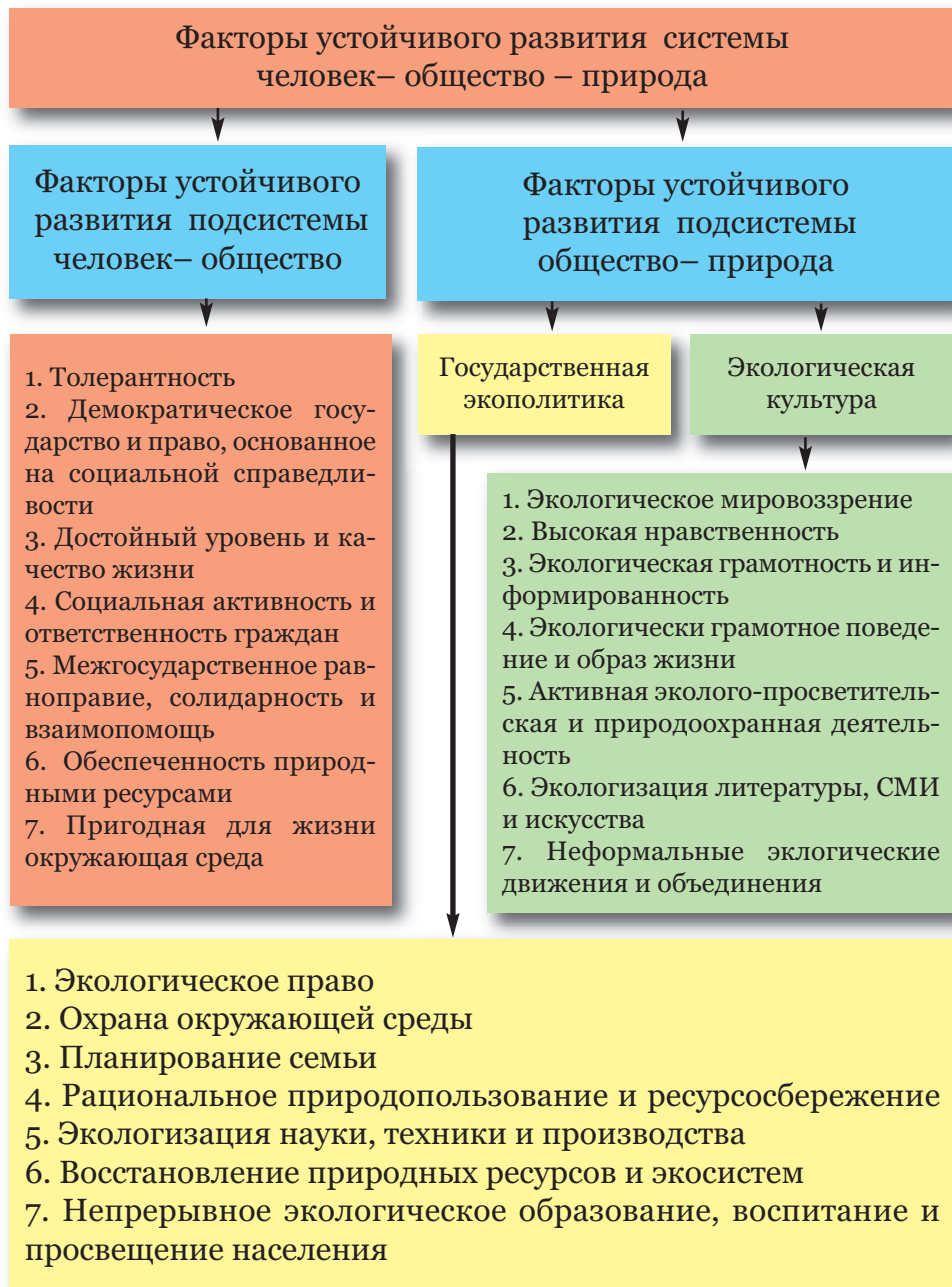 Факторы устойчивого развития системы
человек– общество – природа
Факторы устойчивого
развития подсистемы
человек– общество
Факторы устойчивого
развития подсистемы
общество– природа
1. Толерантность
2. Демократическое госу-
дарство и право, основанное
на социальной справедли-
вости
3. Достойный уровень и ка-
чество жизни
4. Социальная активность и
ответственность граждан
5. Межгосударственное рав-
ноправие, солидарность и
взаимопомощь
6. Обеспеченность природ-
ными ресурсами
7. Пригодная для жизни
окружающая среда
Государственная
экополитика
Экологическая
культура
1. Экологическое мировоззрение
2. Высокая нравственность
3. Экологическая грамотность и ин-
формированность
4. Экологически грамотное поведе-
ние и образ жизни
5. Активная эколого-просветитель-
ская и природоохранная деятель-
ность
6. Экологизация литературы, СМИ
и искусства
7. Неформальные эклогические
движения и объединения
1. Экологическое право
2. Охрана окружающей среды
3. Планирование семьи
4. Рациональное природопользование и ресурсосбережение
5. Экологизация науки, техники и производства
6. Восстановление природных ресурсов и экосистем
7. Непрерывное экологическое образование, воспитание и
просвещение населения